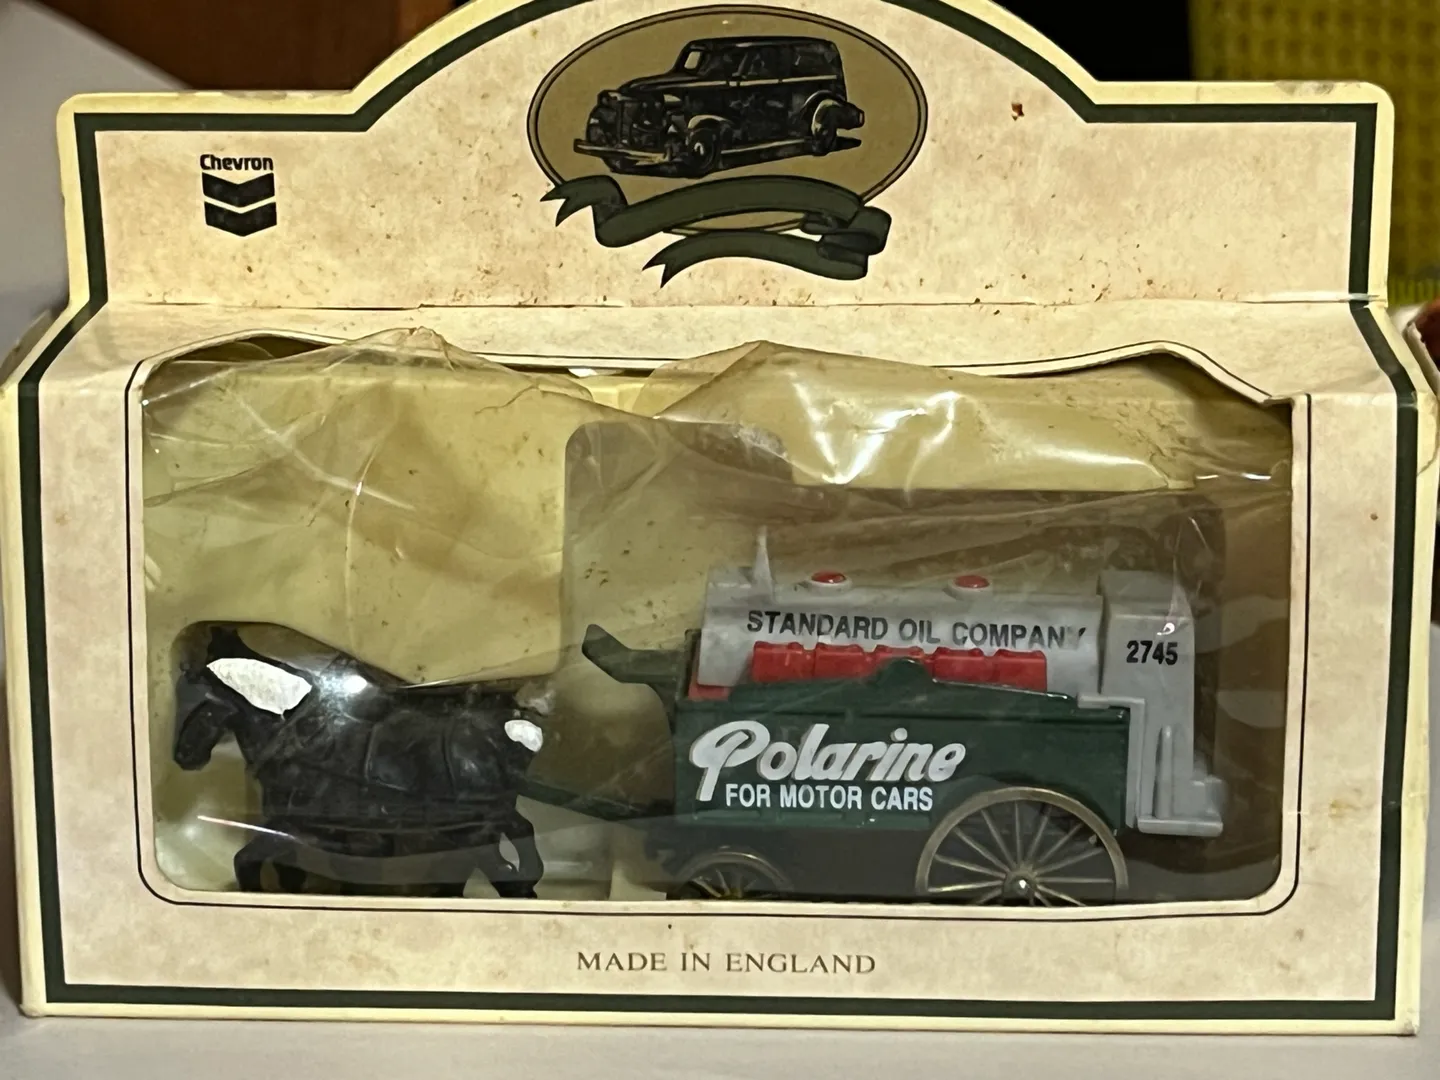 Chevron
STANDARD OIL COMPANY
2745
Polarine
FOR MOTOR CARS
MADE IN ENGLAND